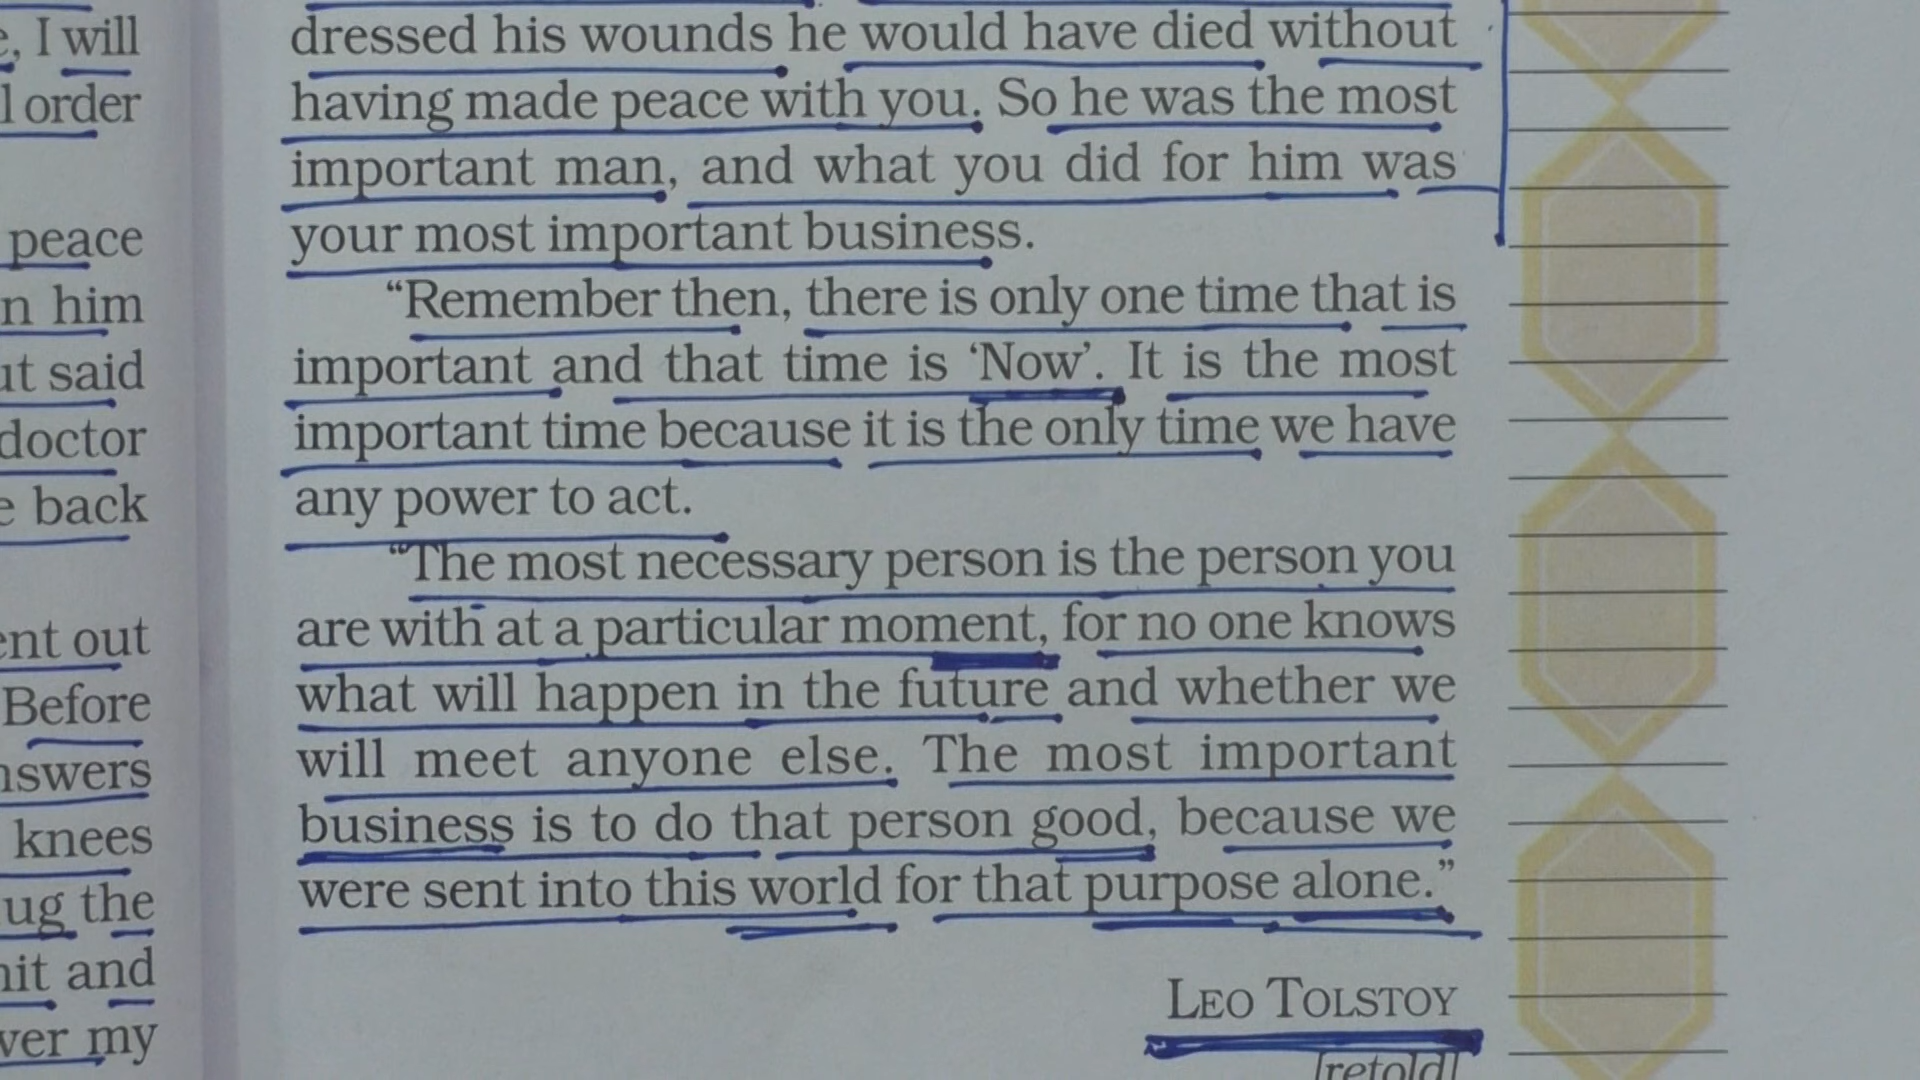 , I will
order
peace
him
said
doctor
back
out
Before
knees
the
and
my
dressed his wounds he would have died without
having made peace with you. So he was the most
important man, and what you did for him was
your most important business.
“Remember then, there is only one time that is
important and that time is ‘Now’. It is the most
important time because it is the only time we have
any power to act.
“The most necessary person is the person you
are with at a particular moment, for no one knows
what will happen in the future and whether we
will meet anyone else. The most important
business is to do that person good, because we
were sent into this world for that purpose alone.”
LEO TOLSTOY
[retold]